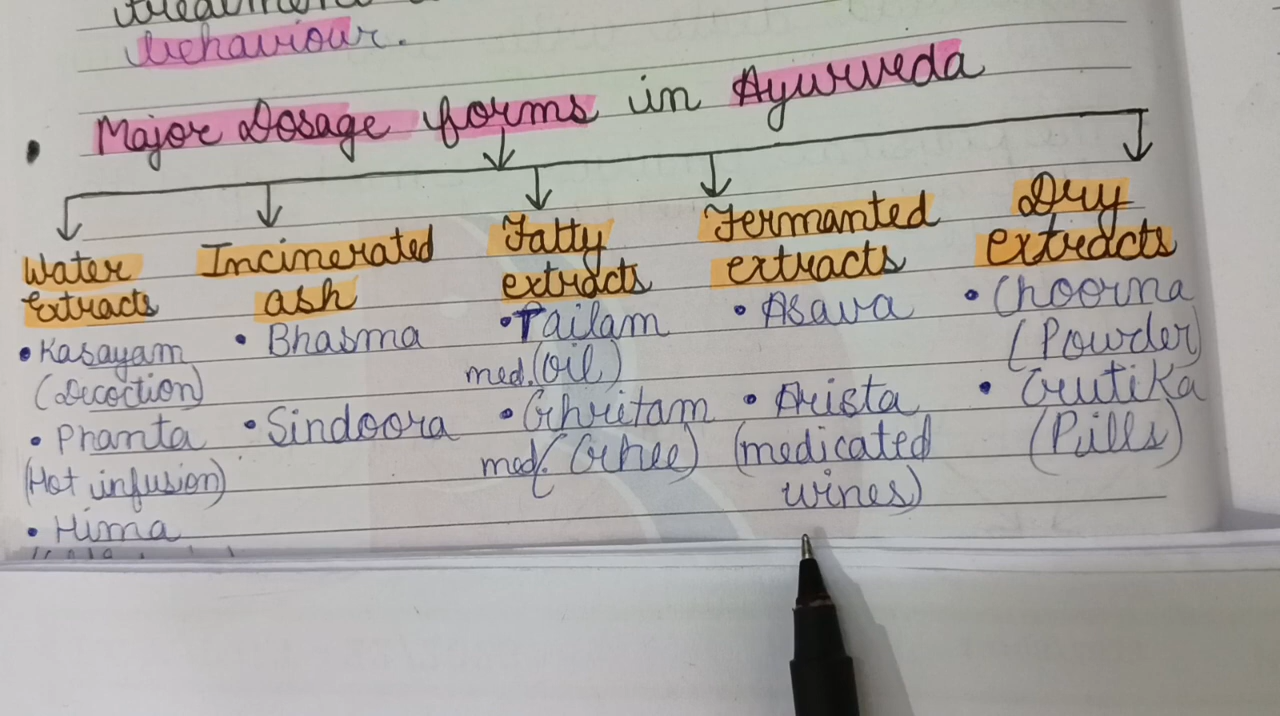 behaviour.
• Major Dosage forms in Ayurveda
Water
extracts
• Kasayam
(Decoction)
• Phanta
(Hot infusion)
• Hima
Incinerated
ash
• Bhasma
• Sindoora
Fatty
extracts
• Tailam
med. (oil)
• Ghritam
med. (Ghee)
Fermanted
extracts
• Asava
• Arista
(medicated
wines)
Dry
extracts
• Choorna
(Powder)
• Grutika
(Pills)